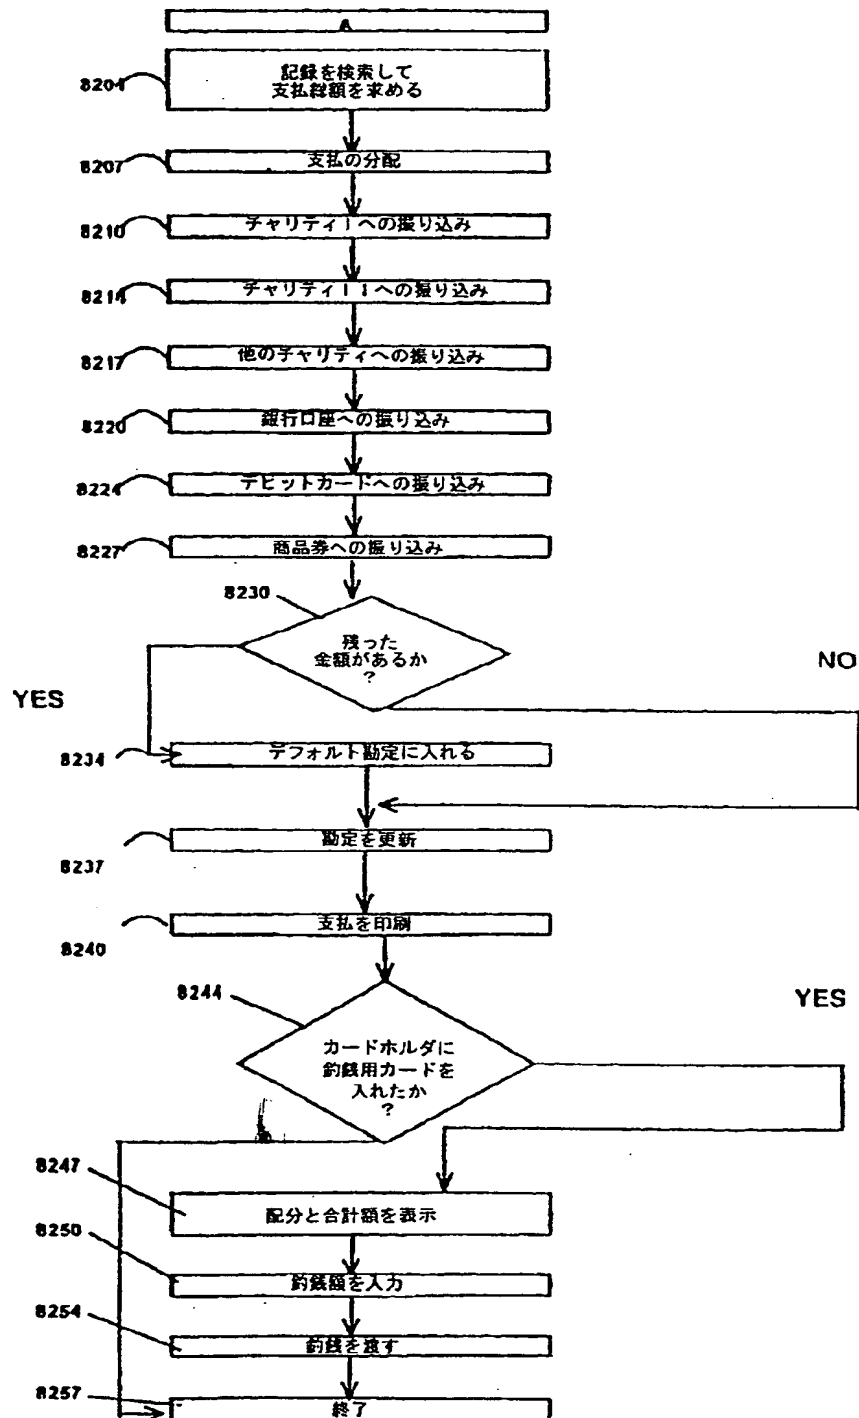 A
8204
記録を検索して
支払総額を求める
8207
支払の分配
8210
チャリティIへの振り込み
8214
チャリティIIへの振り込み
8217
他のチャリティへの振り込み
8220
銀行口座への振り込み
8224
デビットカードへの振り込み
8227
商品券への振り込み
8230
残った
金額があるか
?
NO
YES
8234
デフォルト勘定に入れる
8237
勘定を更新
8240
支払を印刷
8244
YES
カードホルダに
釣銭用カードを
入れたか
?
8247
配分と合計額を表示
8250
釣銭額を入力
8254
釣銭を渡す
8257
終了